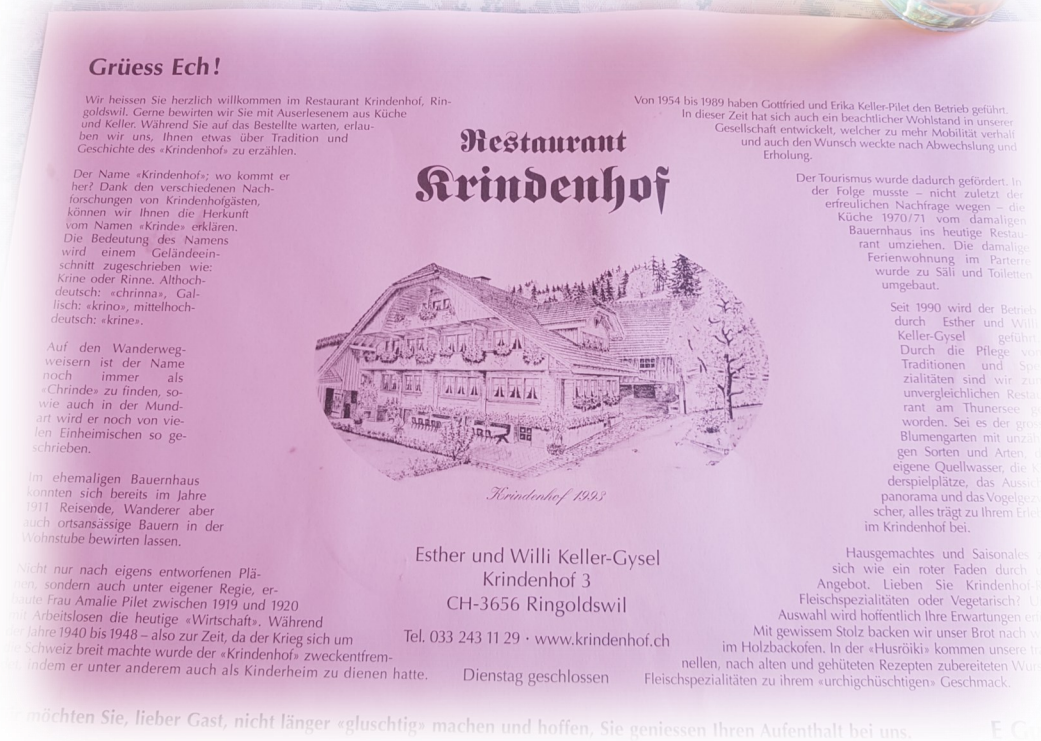 Grüess Ech!
Wir heissen Sie herzlich willkommen im Restaurant Krindenhof, Rin-
goldswil. Gerne bewirten wir Sie mit Auserlesenem aus Küche
und Keller. Während Sie auf das Bestellte warten, erlau-
ben wir uns, Ihnen etwas über Tradition und
Geschichte des «Krindenhof» zu erzählen.
Der Name «Krindenhof»; wo kommt er
her? Dank den verschiedenen Nach-
forschungen von Krindenhofgästen,
können wir Ihnen die Herkunft
vom Namen «Krinde» erklären.
Die Bedeutung des Namens
wird einem Geländeein-
schnitt zugeschrieben wie:
Krine oder Rinne. Althoch-
deutsch: «chrinna», Gal-
lisch: «krino», mittelhoch-
deutsch: «krine».
Auf den Wanderweg-
weisern ist der Name
noch immer als
«Chrinde» zu finden, so-
wie auch in der Mund-
art wird er noch von vie-
len Einheimischen so ge-
schrieben.
Im ehemaligen Bauernhaus
konnten sich bereits im Jahre
1911 Reisende, Wanderer aber
auch ortsansässige Bauern in der
Wohnstube bewirten lassen.
Nicht nur nach eigens entworfenen Plä-
nen, sondern auch unter eigener Regie, er-
baute Frau Amalie Pilet zwischen 1919 und 1920
mit Arbeitslosen die heutige «Wirtschaft». Während
der Jahre 1940 bis 1948 – also zur Zeit, da der Krieg sich um
die Schweiz breit machte wurde der «Krindenhof» zweckentfrem-
indem er unter anderem auch als Kinderheim zu dienen hatte.
Restaurant
Krindenhof
Krindenhof 1993
Esther und Willi Keller-Gysel
Krindenhof 3
CH-3656 Ringoldswil
Tel. 033 243 11 29 · www.krindenhof.ch
Dienstag geschlossen
Von 1954 bis 1989 haben Gottfried und Erika Keller-Pilet den Betrieb geführt.
In dieser Zeit hat sich auch ein beachtlicher Wohlstand in unserer
Gesellschaft entwickelt, welcher zu mehr Mobilität verhalf
und auch den Wunsch weckte nach Abwechslung und
Erholung.
Der Tourismus wurde dadurch gefördert. In
der Folge musste – nicht zuletzt der
erfreulichen Nachfrage wegen – die
Küche 1970/71 vom damaligen
Bauernhaus ins heutige Restau-
rant umziehen. Die damalige
Ferienwohnung im Parterre
wurde zu Säli und Toiletten
umgebaut.
Seit 1990 wird der Betrieb
durch Esther und Willi
Keller-Gysel geführt.
Durch die Pflege von
Traditionen und
zialitäten sind wir zum
unvergleichlichen Restau-
rant am Thunersee
worden. Sei es der
Blumengarten mit
gen Sorten und Arten,
eigene Quellwasser, die
derspielplätze, das
panorama und das
scher, alles trägt zu Ihrem
im Krindenhof bei.
Hausgemachtes und Saisonales
sich wie ein roter Faden durch
Angebot. Lieben Sie
Fleischspezialitäten oder Vegetarisch?
Auswahl wird hoffentlich Ihre Erwartungen
Mit gewissem Stolz backen wir unser Brot nach
im Holzbackofen. In der «Husröiki» kommen unsere
nellen, nach alten und gehüteten Rezepten zubereiteten
Fleischspezialitäten zu ihrem «urchigchüschtigen» Geschmack.
möchten Sie, lieber Gast, nicht länger «gluschtig» machen und hoffen, Sie geniessen Ihren Aufenthalt bei uns.